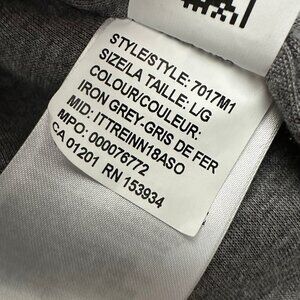 STYLE/STYLE: 7017M1
SIZE/LA TAILLE: L/G
COLOUR/COULEUR:
IRON GREY-GRIS DE FER
MID: ITTREINN18ASO
MPO: 000076772
CA 01201 RN 153934